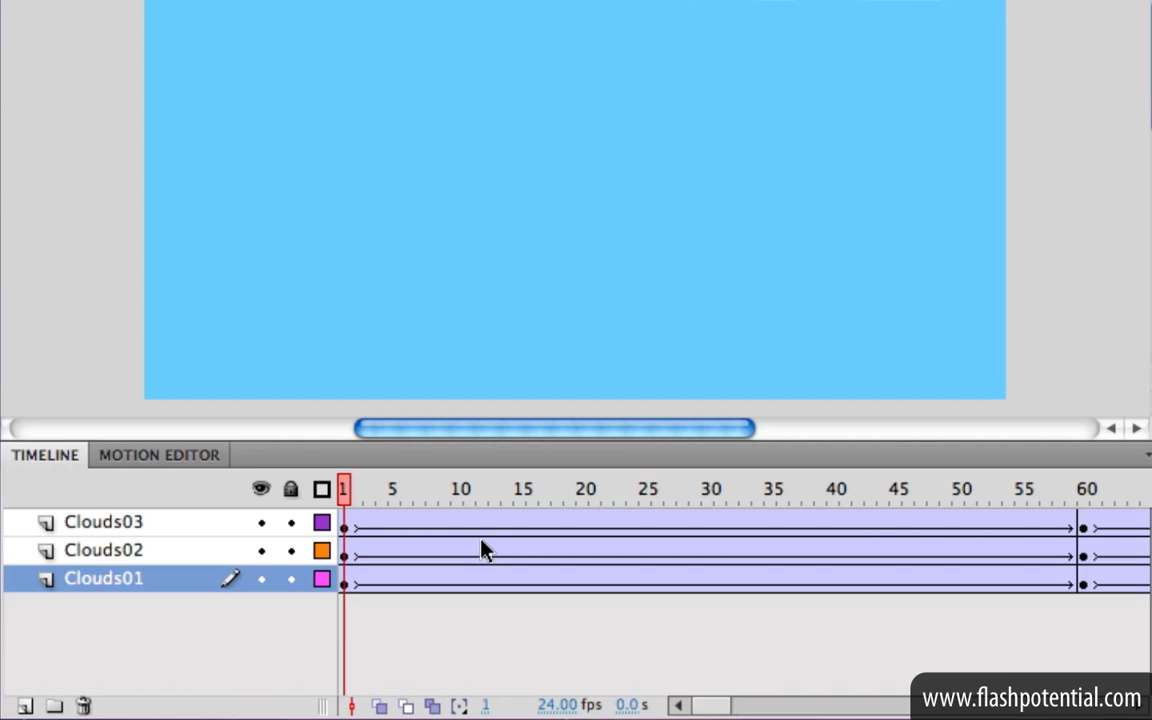 TIMELINE MOTION EDITOR
1 5 10 15 20 25 30 35 40 45 50 55 60
Clouds03
Clouds02
Clouds01
1 24.00 fps 0.0 s
www.flashpotential.com